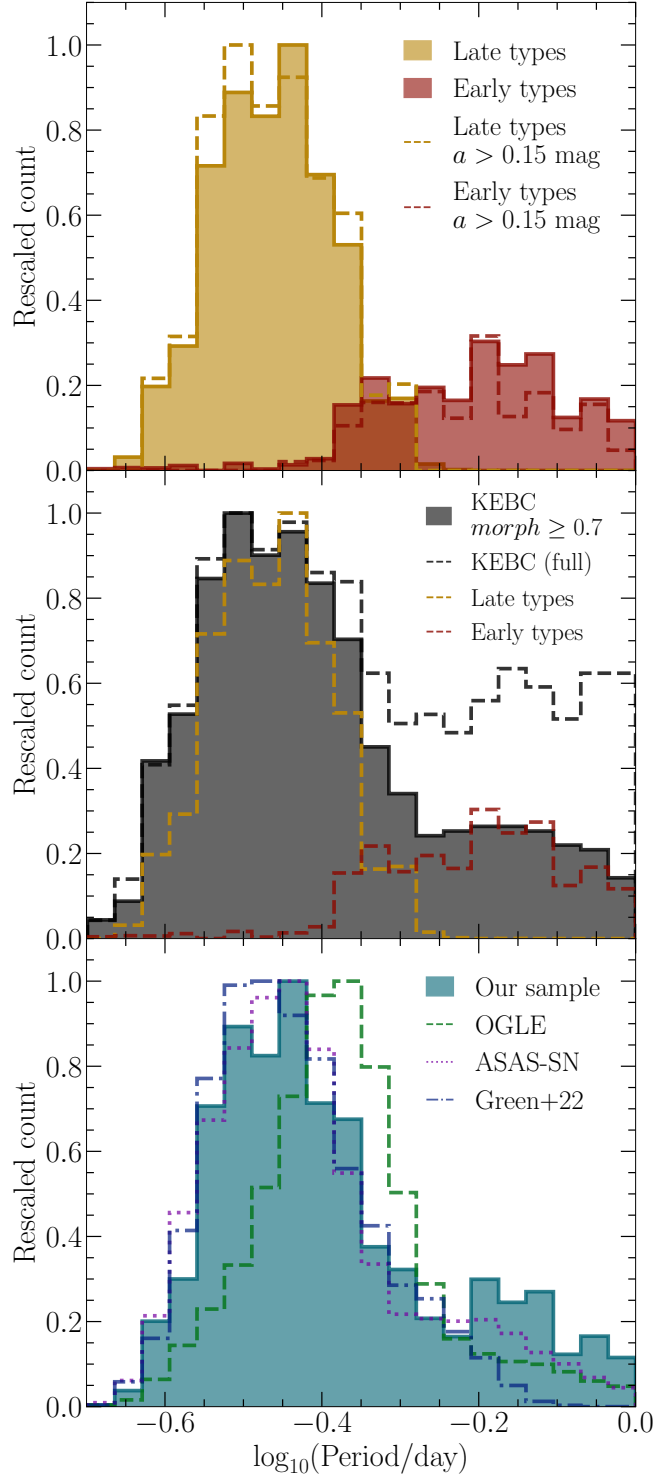 1.0
0.8
0.6
0.4
0.2
0.0
Rescaled count
Late types
Early types
Late types
a > 0.15 mag
Early types
a > 0.15 mag
1.0
0.8
0.6
0.4
0.2
0.0
Rescaled count
KEBC
morph ≥ 0.7
KEBC (full)
Late types
Early types
1.0
0.8
0.6
0.4
0.2
0.0
Rescaled count
Our sample
OGLE
ASAS-SN
Green+22
−0.6 −0.4 −0.2 0.0
log₁₀(Period/day)